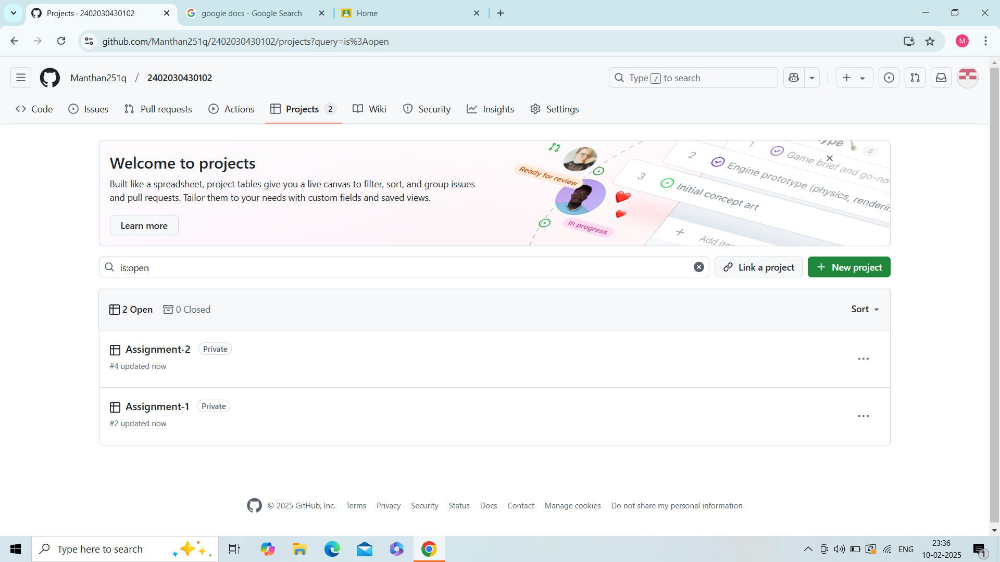 Projects · 2402030430102
google docs - Google Search
Home
github.com/Manthan251q/2402030430102/projects?query=is%3Aopen
M
Manthan251q / 2402030430102
Type / to search
Code
Issues
Pull requests
Actions
Projects 2
Wiki
Security
Insights
Settings
Welcome to projects
Built like a spreadsheet, project tables give you a live canvas to filter, sort, and group issues
and pull requests. Tailor them to your needs with custom fields and saved views.
Learn more
Ready for review
In progress
3
1 Game brief and go-no-
2 Engine prototype (physics, renderin
3 Initial concept art
+ Add ite
is:open
Link a project
New project
2 Open
0 Closed
Sort
Assignment-2 Private
#4 updated now
Assignment-1 Private
#2 updated now
© 2025 GitHub, Inc. Terms Privacy Security Status Docs Contact Manage cookies Do not share my personal information
Type here to search
ENG
23:36
10-02-2025
1